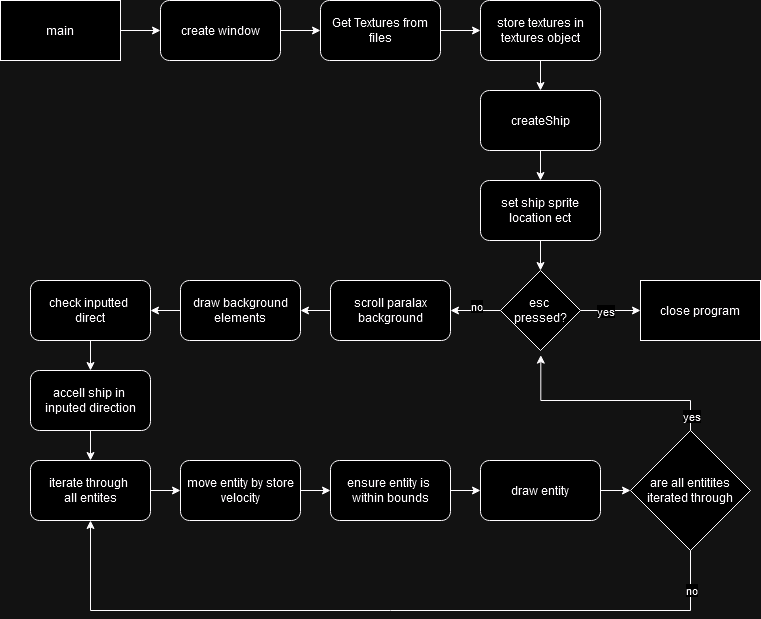 main
create window
Get Textures from
files
store textures in
textures object
createShip
set ship sprite
location ect
esc
pressed?
yes
close program
no
scroll paralax
background
draw background
elements
check inputted
direct
accell ship in
inputed direction
iterate through
all entites
move entity by store
velocity
ensure entity is
within bounds
draw entity
are all entitites
iterated through
yes
no